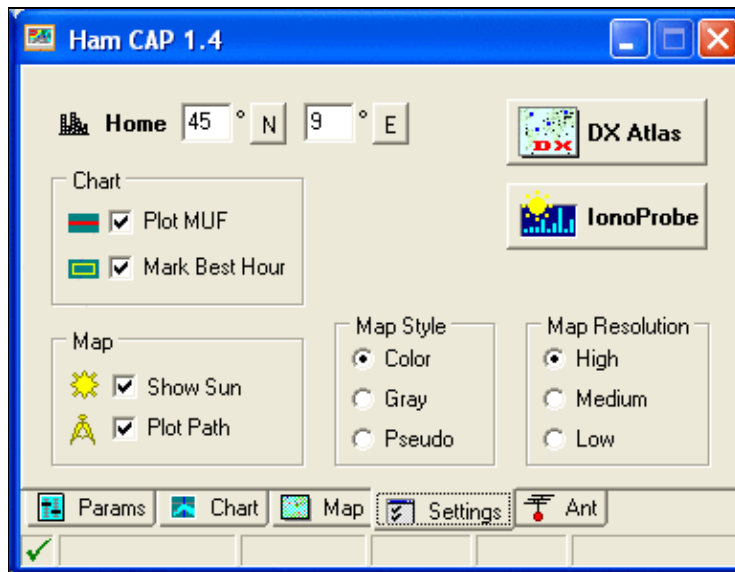 Ham CAP 1.4
Home 45 ° N 9 ° E
DX DX Atlas
IonoProbe
Chart
Plot MUF
Mark Best Hour
Map
Show Sun
Plot Path
Map Style
Color
Gray
Pseudo
Map Resolution
High
Medium
Low
Params Chart Map Settings Ant